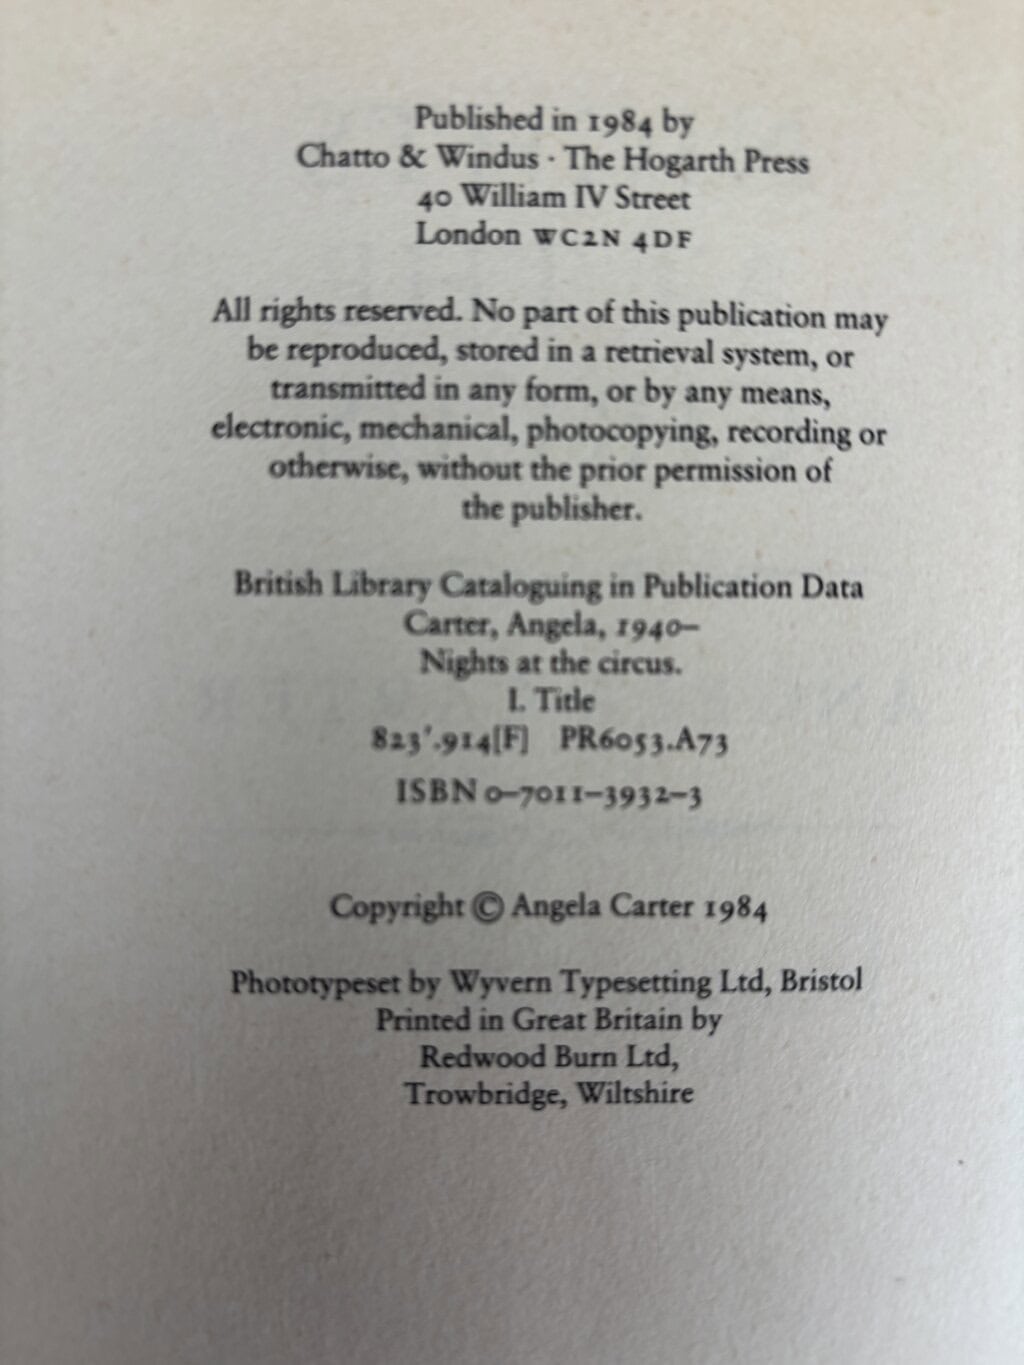 Published in 1984 by
Chatto & Windus · The Hogarth Press
40 William IV Street
London WC2N 4DF
All rights reserved. No part of this publication may
be reproduced, stored in a retrieval system, or
transmitted in any form, or by any means,
electronic, mechanical, photocopying, recording or
otherwise, without the prior permission of
the publisher.
British Library Cataloguing in Publication Data
Carter, Angela, 1940–
Nights at the circus.
I. Title
823'.914[F] PR6053.A73
ISBN 0–7011–3932–3
Copyright © Angela Carter 1984
Phototypeset by Wyvern Typesetting Ltd, Bristol
Printed in Great Britain by
Redwood Burn Ltd,
Trowbridge, Wiltshire